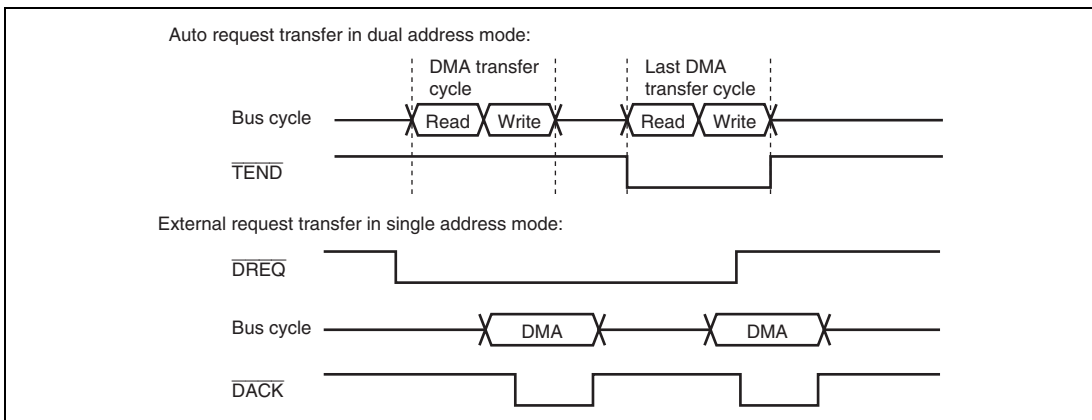 Auto request transfer in dual address mode:
DMA transfer cycle
Last DMA transfer cycle
Bus cycle
Read
Write
Read
Write
TEND
External request transfer in single address mode:
DREQ
Bus cycle
DMA
DMA
DACK